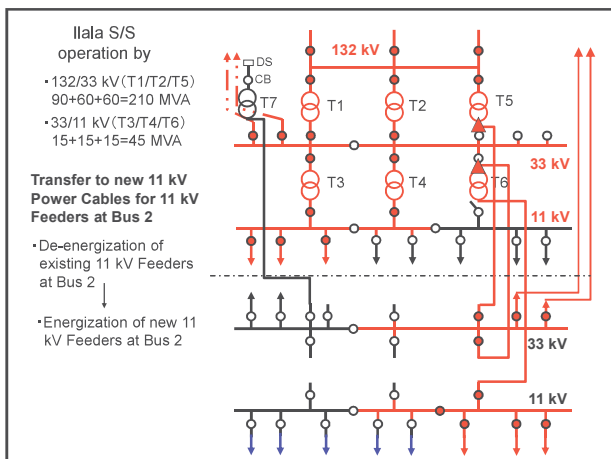 Ilala S/S
operation by
・132/33 kV(T1/T2/T5)
90+60+60=210 MVA
・33/11 kV(T3/T4/T6)
15+15+15=45 MVA
Transfer to new 11 kV
Power Cables for 11 kV
Feeders at Bus 2
・De-energization of
existing 11 kV Feeders
at Bus 2
・Energization of new 11
kV Feeders at Bus 2
DS
CB
T7
132 kV
T1
T2
T5
33 kV
T3
T4
T6
11 kV
33 kV
11 kV